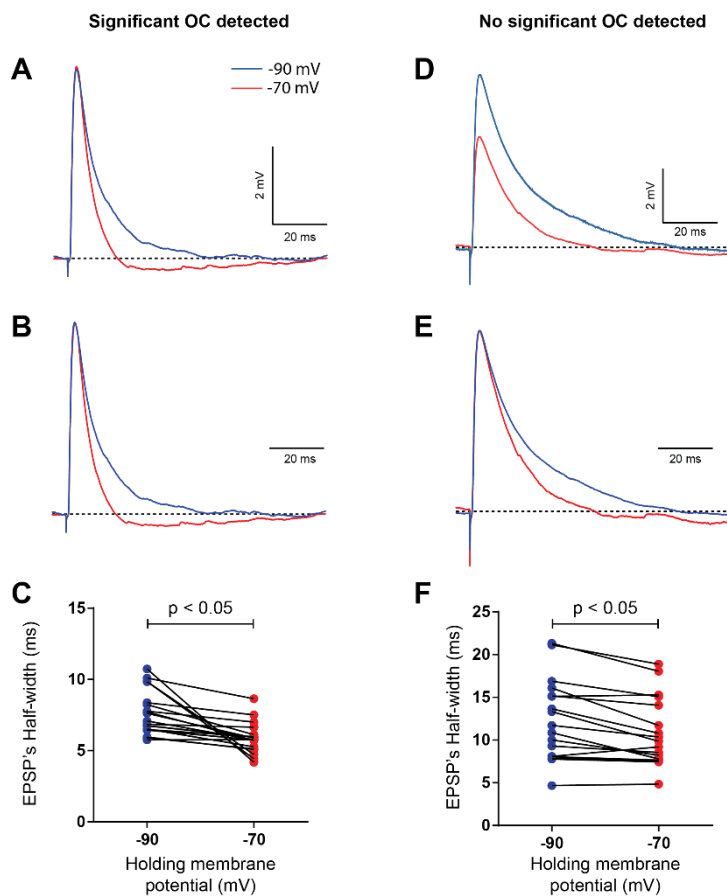 Significant OC detected
No significant OC detected
A
-90 mV
-70 mV
2 mV
20 ms
D
2 mV
20 ms
B
20 ms
E
20 ms
C
p < 0.05
EPSP's Half-width (ms)
15
10
5
0
-90
-70
Holding membrane
potential (mV)
F
p < 0.05
EPSP's Half-width (ms)
25
20
15
10
5
0
-90
-70
Holding membrane
potential (mV)